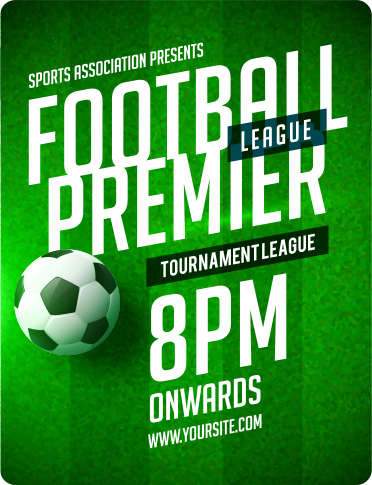 SPORTS ASSOCIATION PRESENTS
FOOTBALL
LEAGUE
PREMIER
TOURNAMENT LEAGUE
8PM
ONWARDS
WWW.YOURSITE.COM